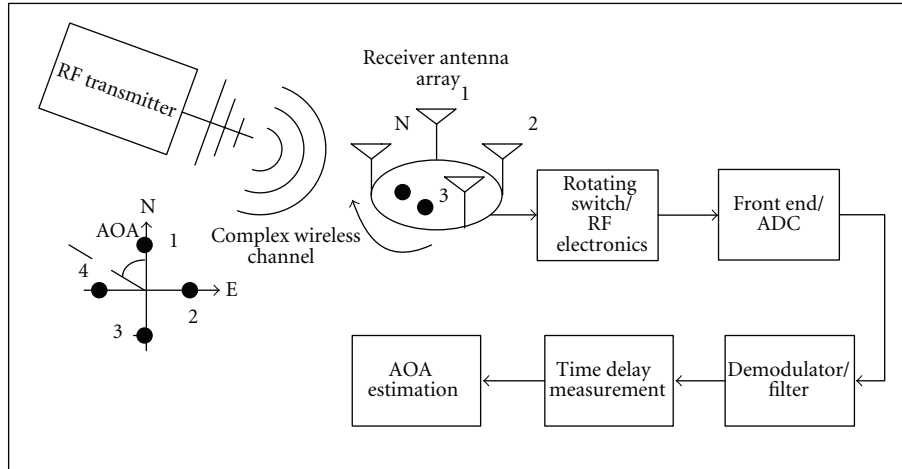 RF transmitter
Receiver antenna
array
1
N
2
3
Complex wireless
channel
Rotating
switch/
RF
electronics
Front end/
ADC
N
AOA
1
4
E
2
3
AOA
estimation
Time delay
measurement
Demodulator/
filter